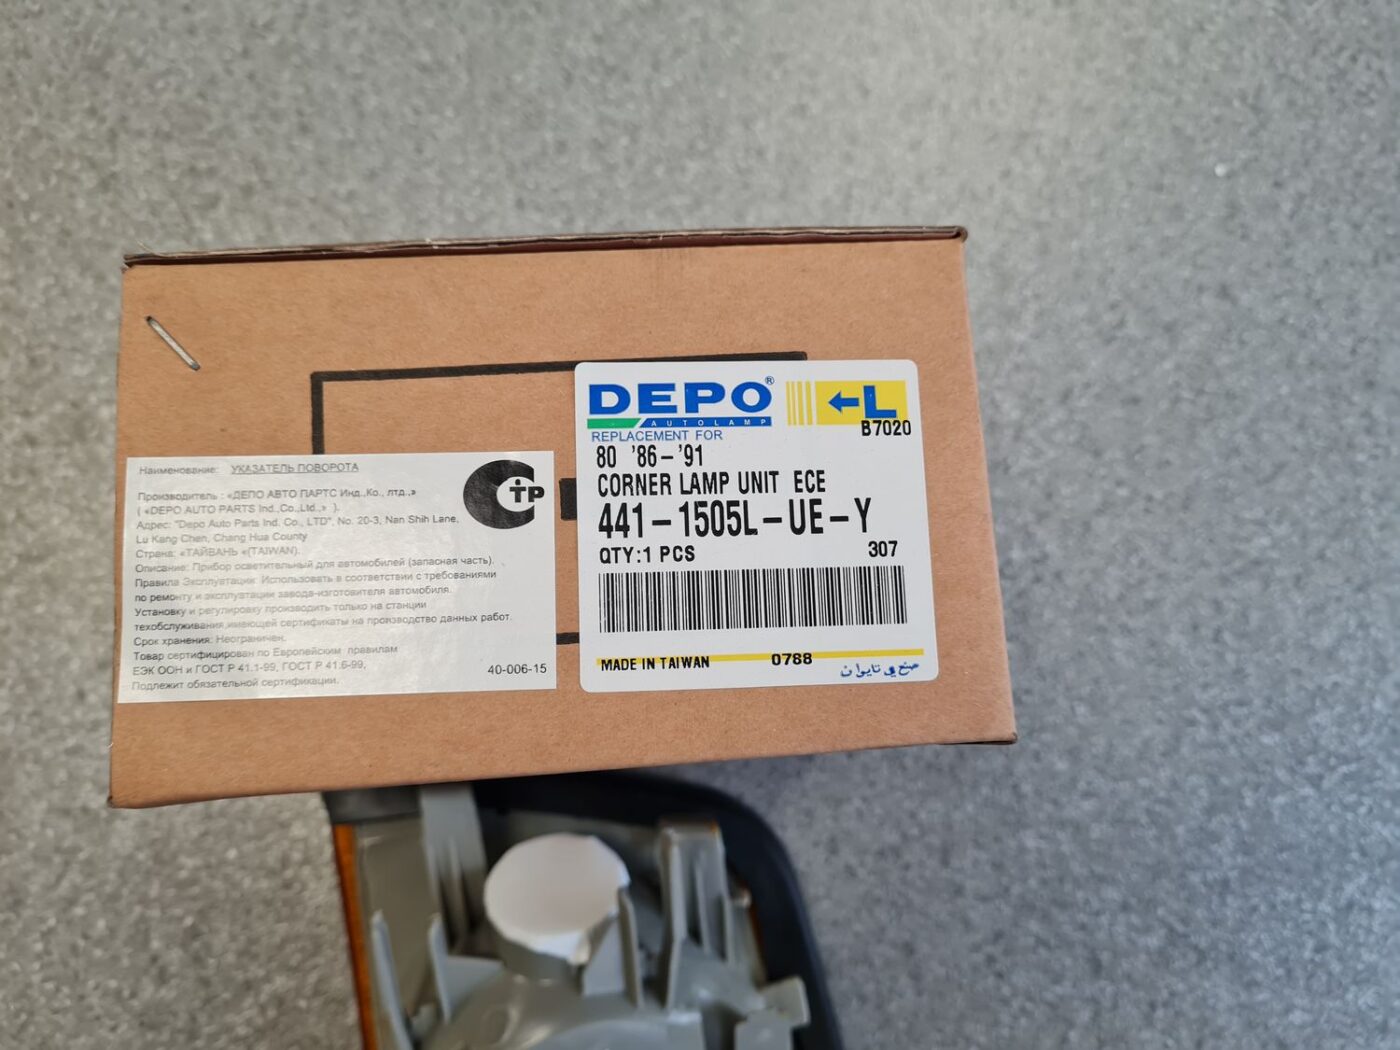 Наименование: УКАЗАТЕЛЬ ПОВОРОТА
Производитель : «ДЕПО АВТО ПАРТС Инд.,Ко., лтд.,»
( «DEPO AUTO PARTS Ind.,Co.,Ltd.,» ).
Адрес: "Depo Auto Parts Ind. Co., LTD", No. 20-3, Nan Shih Lane,
Lu Kang Chen, Chang Hua County
Страна: «ТАЙВАНЬ «(TAIWAN).
Описание: Прибор осветительный для автомобилей (запасная часть).
Правила Эксплуатации: Использовать в соответствии с требованиями
по ремонту и эксплуатации завода-изготовителя автомобиля.
Установку и регулировку производить только на станции
техобслуживания,имеющей сертификаты на производство данных работ.
Срок хранения: Неограничен.
Товар сертифицирован по Европейским правилам
ЕЭК ООН и ГОСТ Р 41.1-99, ГОСТ Р 41.6-99,
Подлежит обязательной сертификации.
40-006-15
СТР
DEPO®
AUTOLAMP
L
B7020
REPLACEMENT FOR
80 '86-'91
CORNER LAMP UNIT ECE
441-1505L-UE-Y
QTY:1 PCS
307
MADE IN TAIWAN 0788
صنع في تايوان